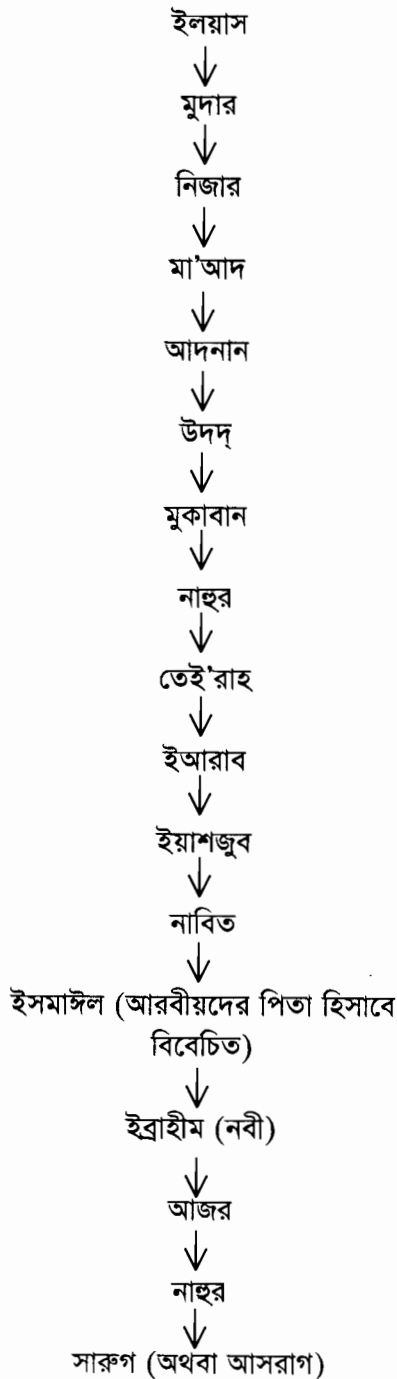 ইলয়াস
মুদার
নিজার
মা'আদ
আদনান
উদদ্
মুকাবান
নাহুর
তেই'রাহ
ইআরাব
ইয়াশজুব
নাবিত
ইসমাঈল (আরবীয়দের পিতা হিসাবে
বিবেচিত)
ইব্রাহীম (নবী)
আজর
নাহুর
সারুগ (অথবা আসরাগ)